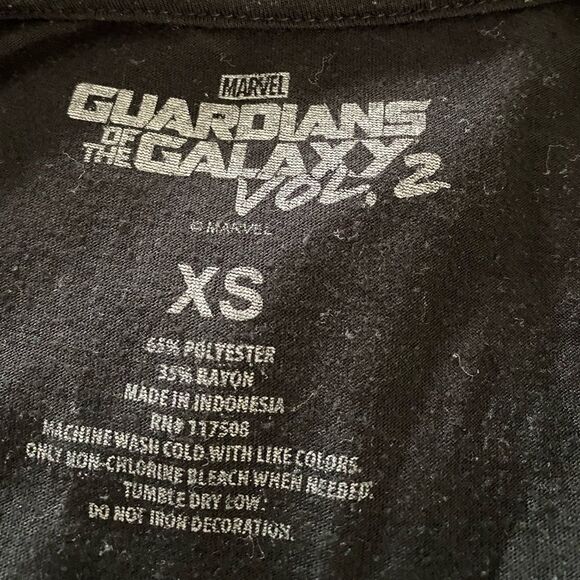 MARVEL
GUARDIANS
OF THE GALAXY
VOL. 2
© MARVEL
XS
65% POLYESTER
35% RAYON
MADE IN INDONESIA
RN# 117508
MACHINE WASH COLD, WITH LIKE COLORS.
ONLY NON-CHLORINE BLEACH WHEN NEEDED.
TUMBLE DRY LOW.
DO NOT IRON DECORATION.